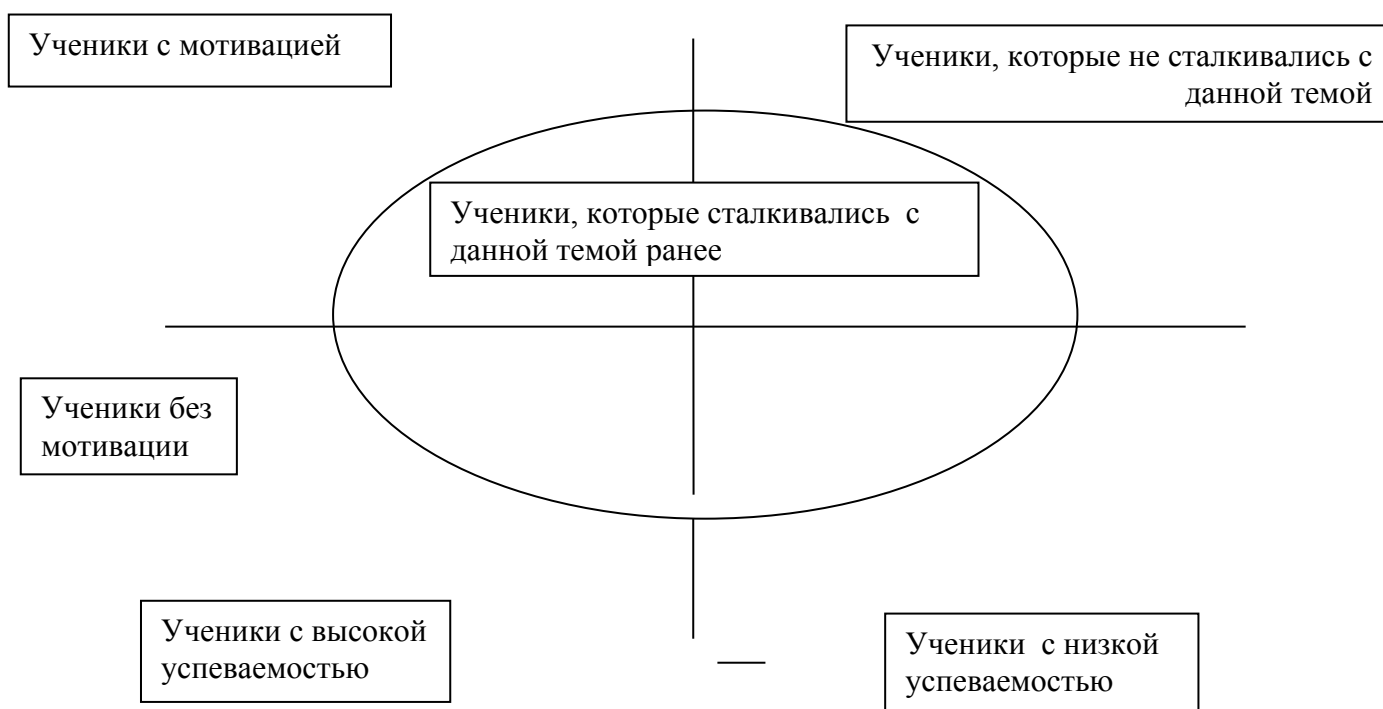 Ученики с мотивацией
Ученики, которые не сталкивались с
данной темой
Ученики, которые сталкивались с
данной темой ранее
Ученики без
мотивации
Ученики с высокой
успеваемостью
Ученики с низкой
успеваемостью